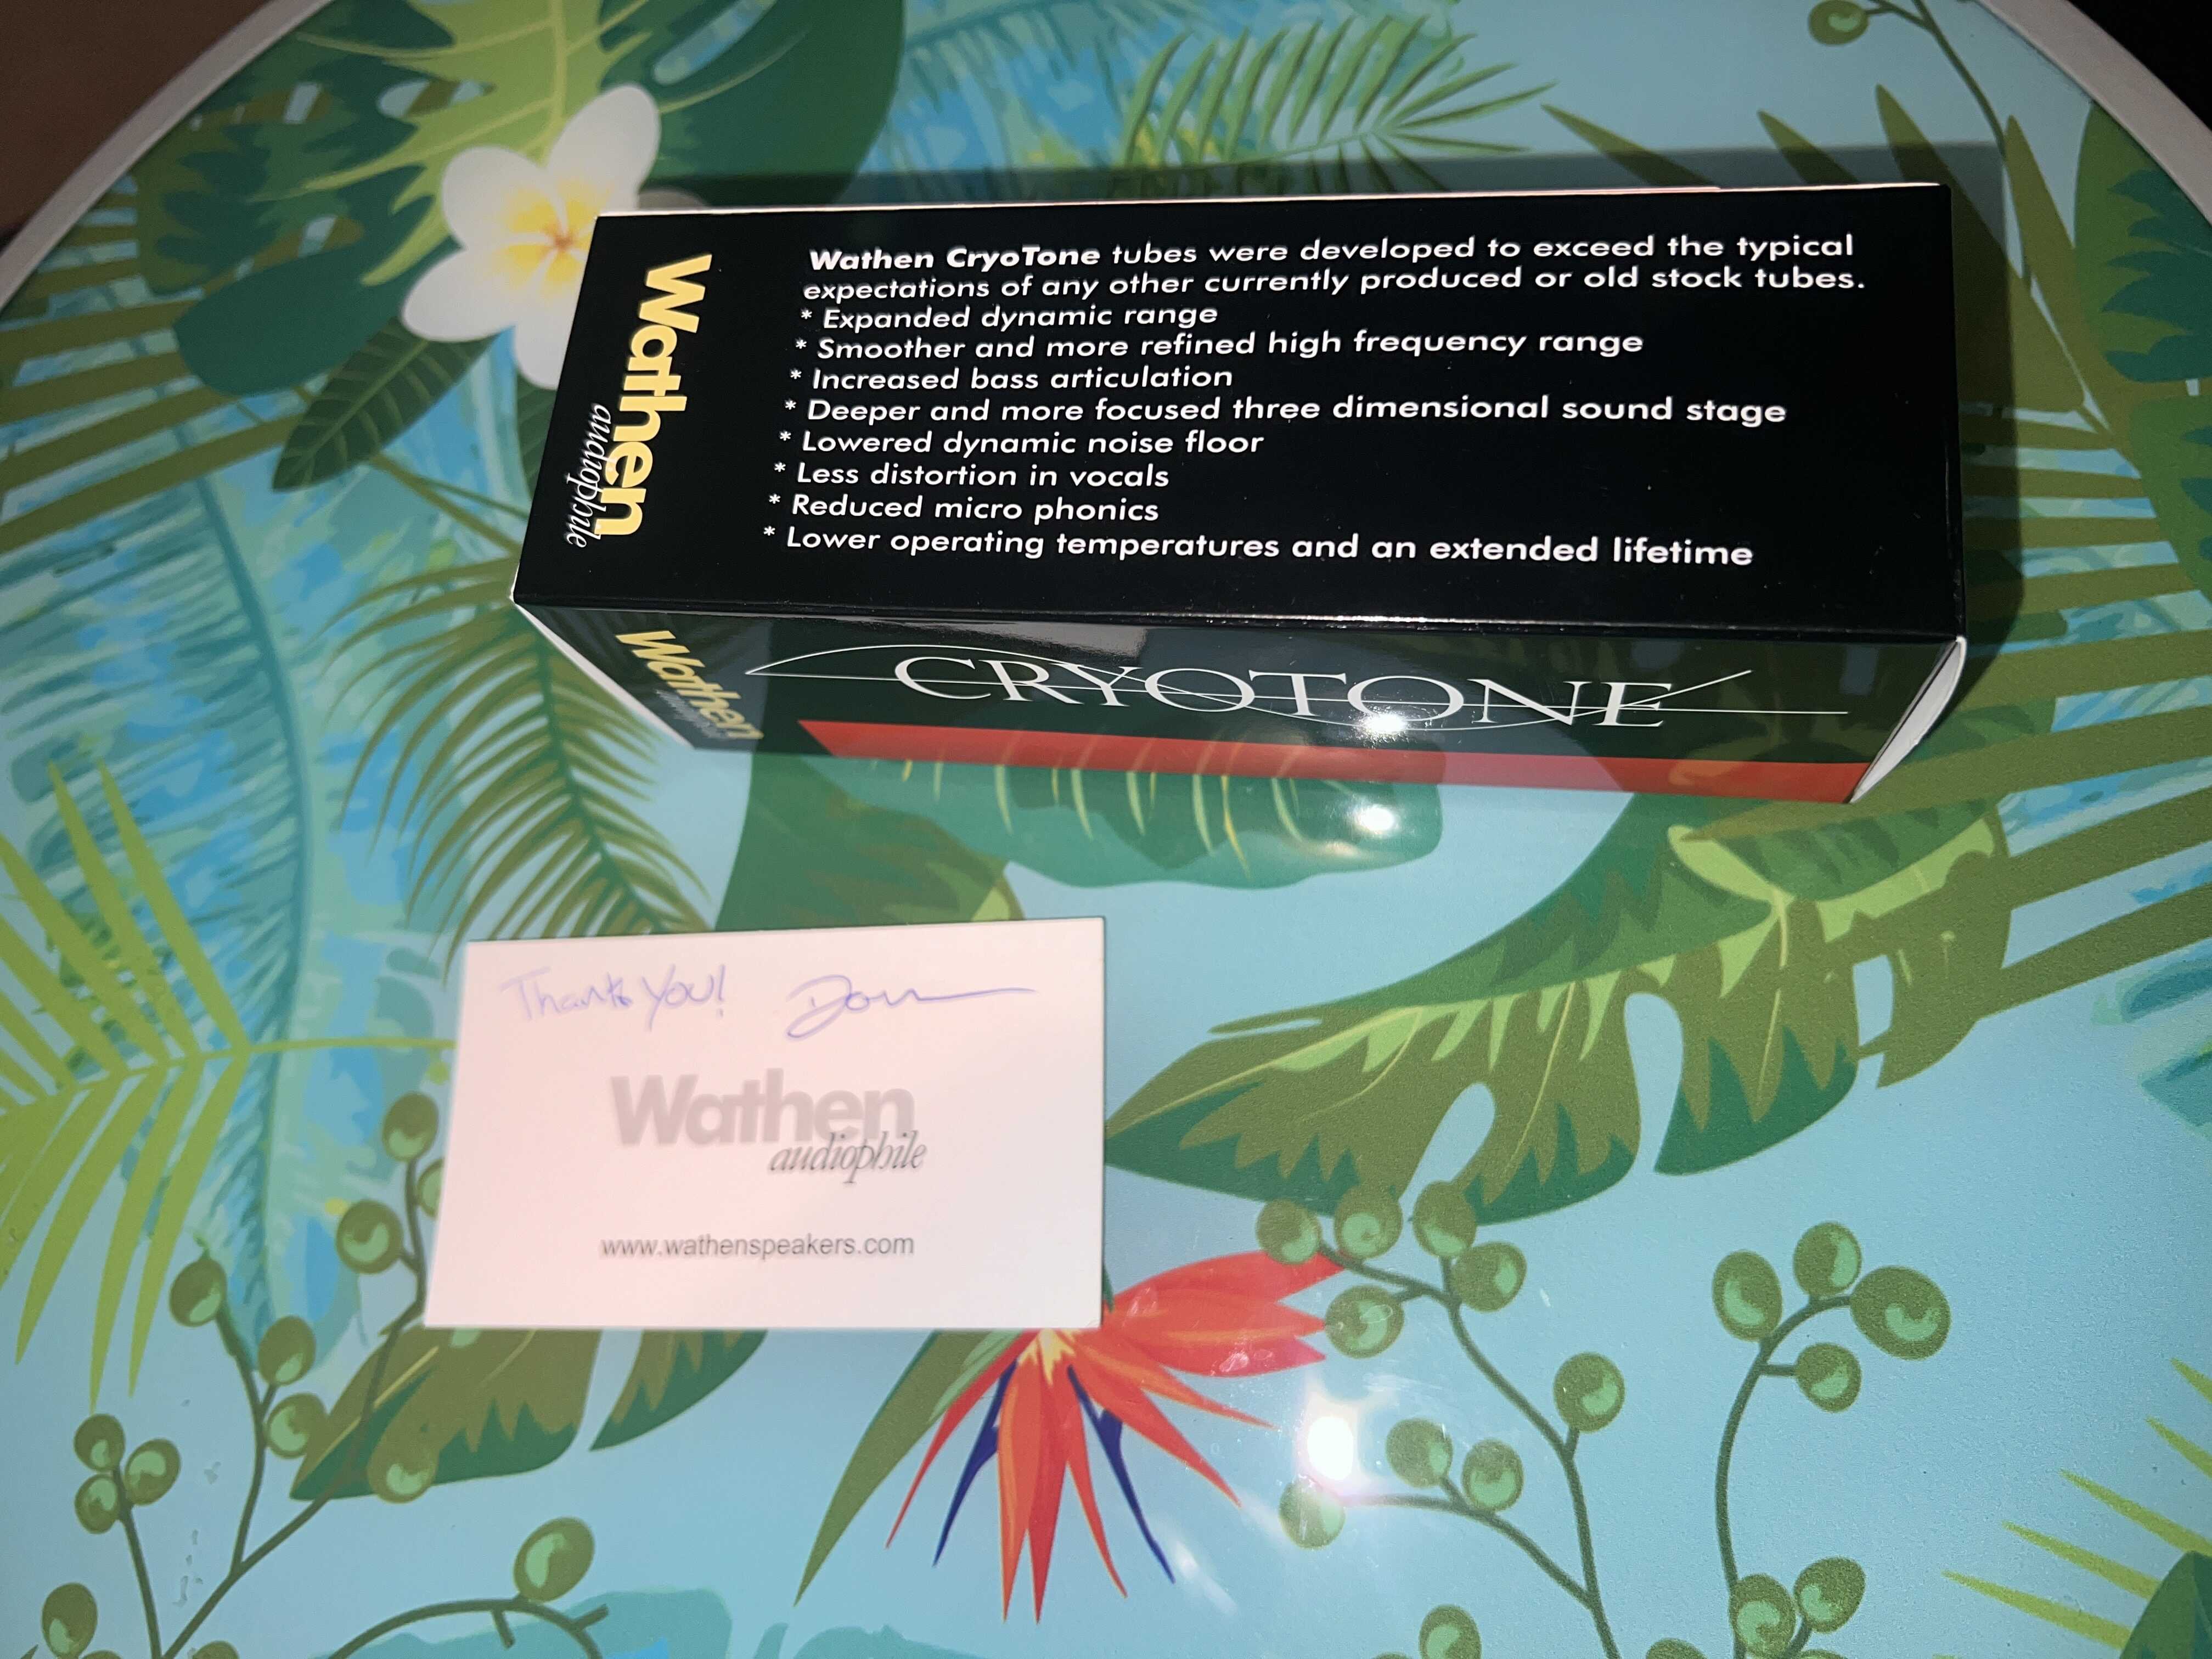 Wathen
audiophile
Wathen CryoTone tubes were developed to exceed the typical
expectations of any other currently produced or old stock tubes.
* Expanded dynamic range
* Smoother and more refined high frequency range
* Increased bass articulation
* Deeper and more focused three dimensional sound stage
* Lowered dynamic noise floor
* Less distortion in vocals
* Reduced micro phonics
* Lower operating temperatures and an extended lifetime
Wathen
audiophile
CRYOTONE
Thank You!
Wathen
audiophile
www.wathenspeakers.com